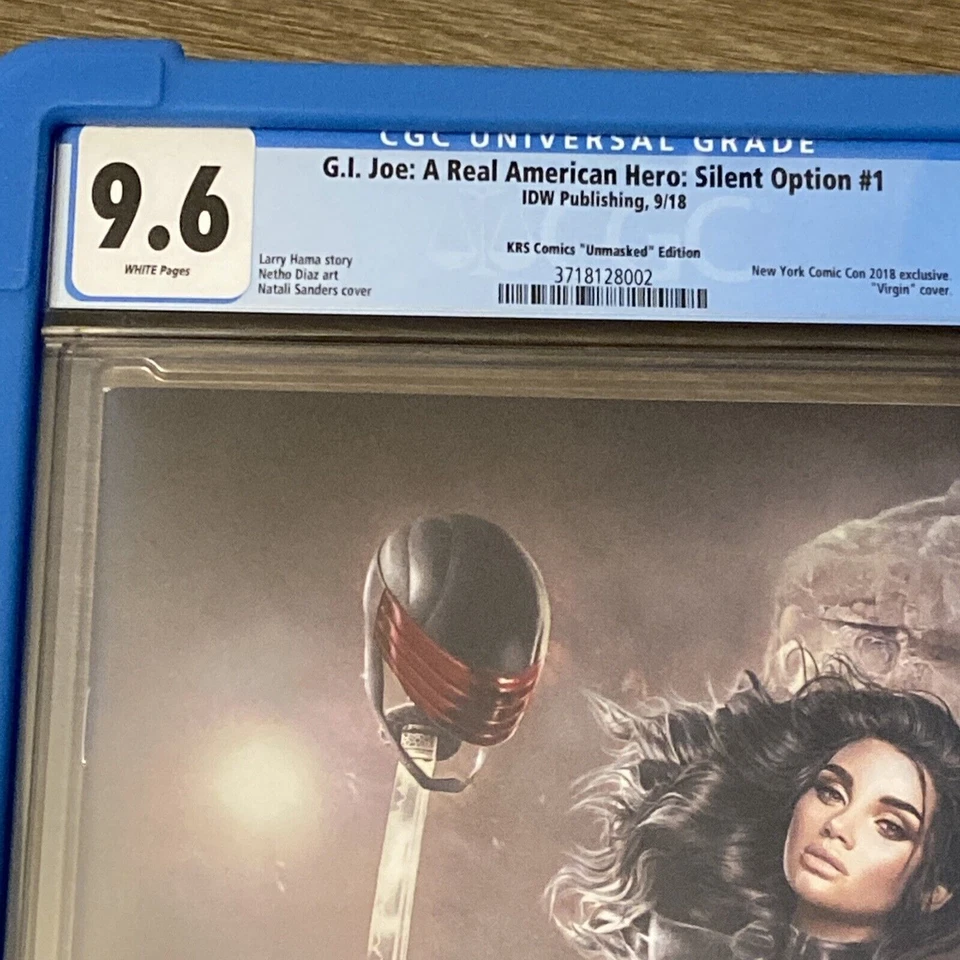 CGC UNIVERSAL GRADE
9.6
WHITE Pages
G.I. Joe: A Real American Hero: Silent Option #1
IDW Publishing, 9/18
Larry Hama story
Netho Diaz art
Natali Sanders cover
KRS Comics "Unmasked" Edition
3718128002
New York Comic Con 2018 exclusive.
"Virgin" cover.
CGC